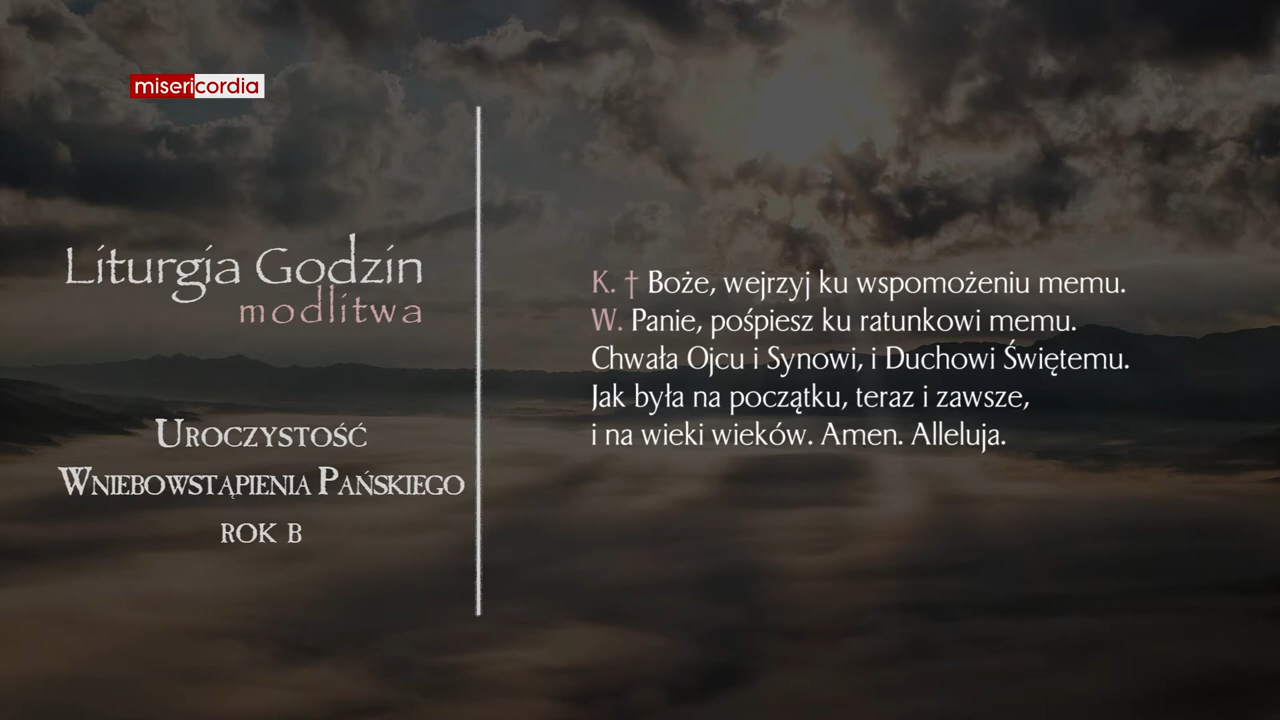 misericordia
Liturgia Godzin
modlitwa
Uroczystość
Wniebowstąpienia Pańskiego
rok B
K. † Boże, wejrzyj ku wspomożeniu memu.
W. Panie, pośpiesz ku ratunkowi memu.
Chwała Ojcu i Synowi, i Duchowi Świętemu.
Jak była na początku, teraz i zawsze,
i na wieki wieków. Amen. Alleluja.